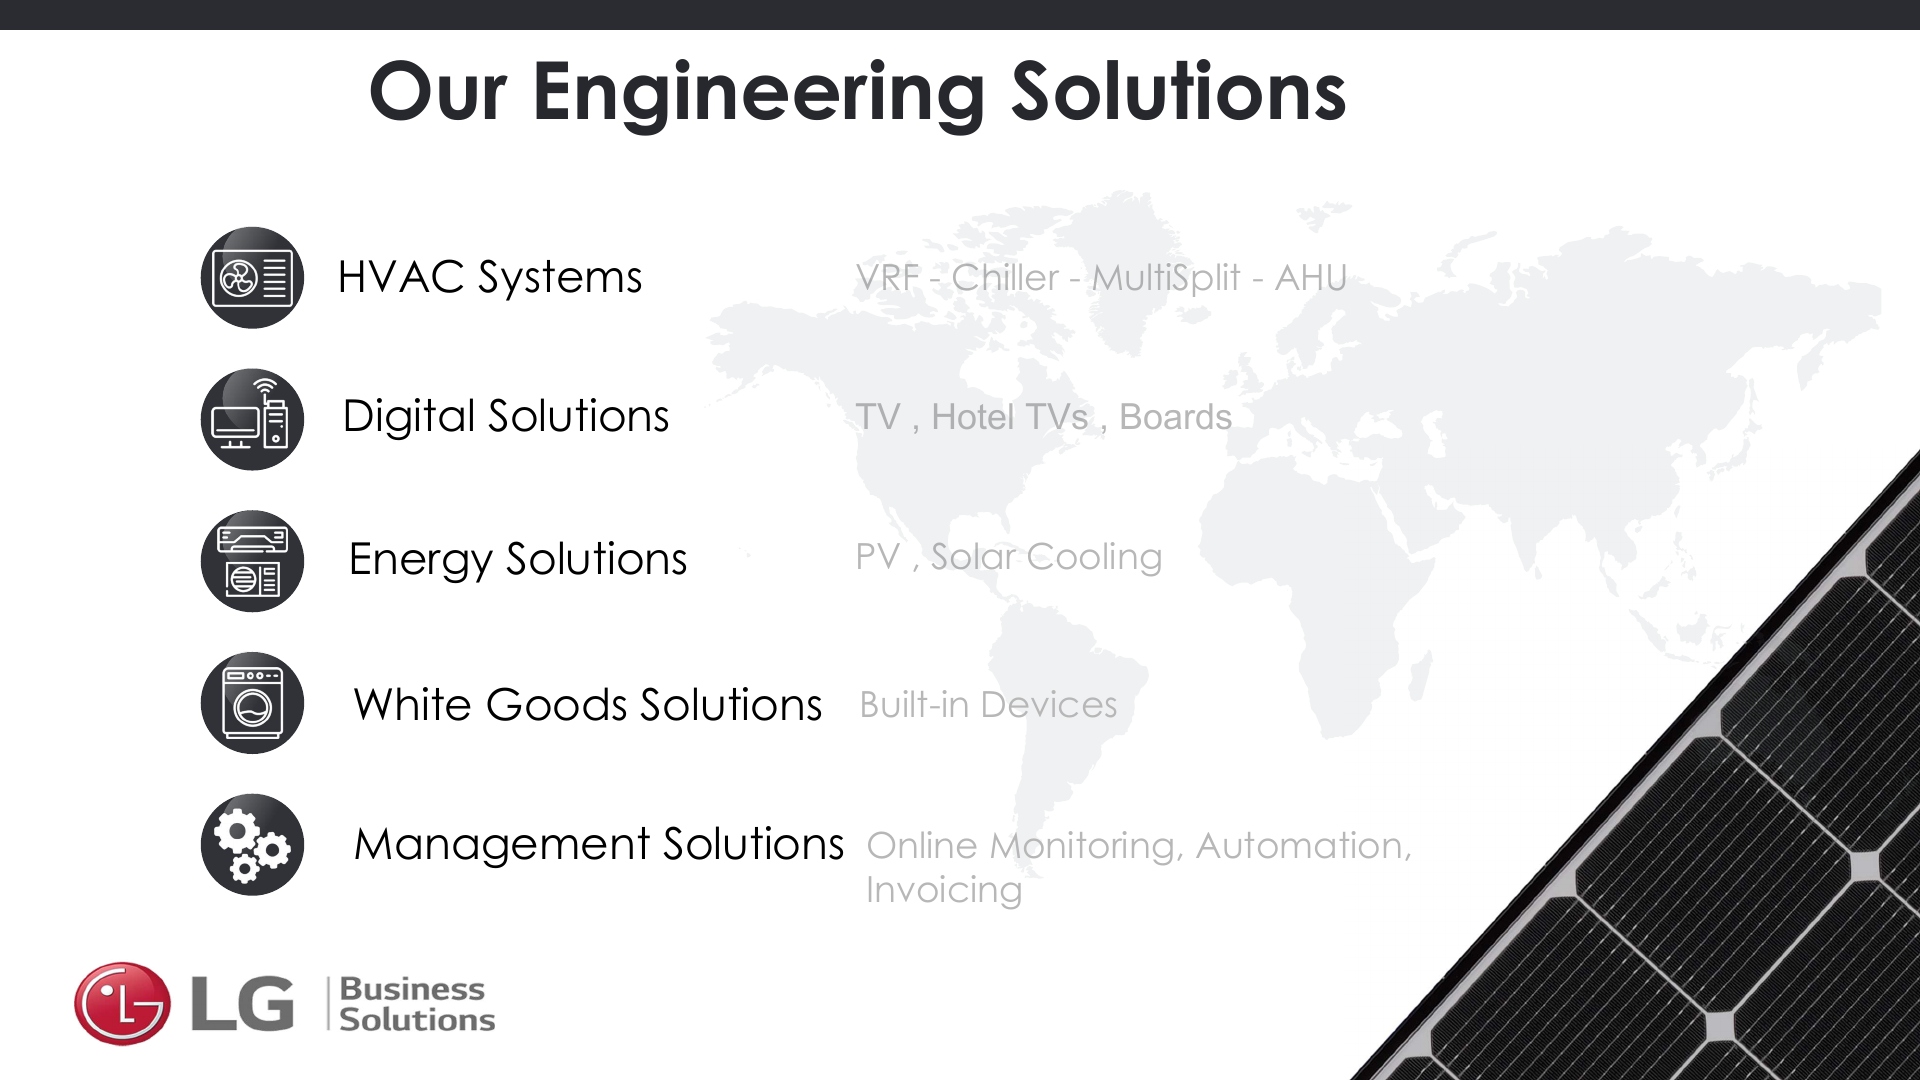 Our Engineering Solutions
HVAC Systems
VRF - Chiller - MultiSplit - AHU
Digital Solutions
TV , Hotel TVs , Boards
Energy Solutions
PV , Solar Cooling
White Goods Solutions
Built-in Devices
Management Solutions
Online Monitoring, Automation,
Invoicing
LG
Business
Solutions